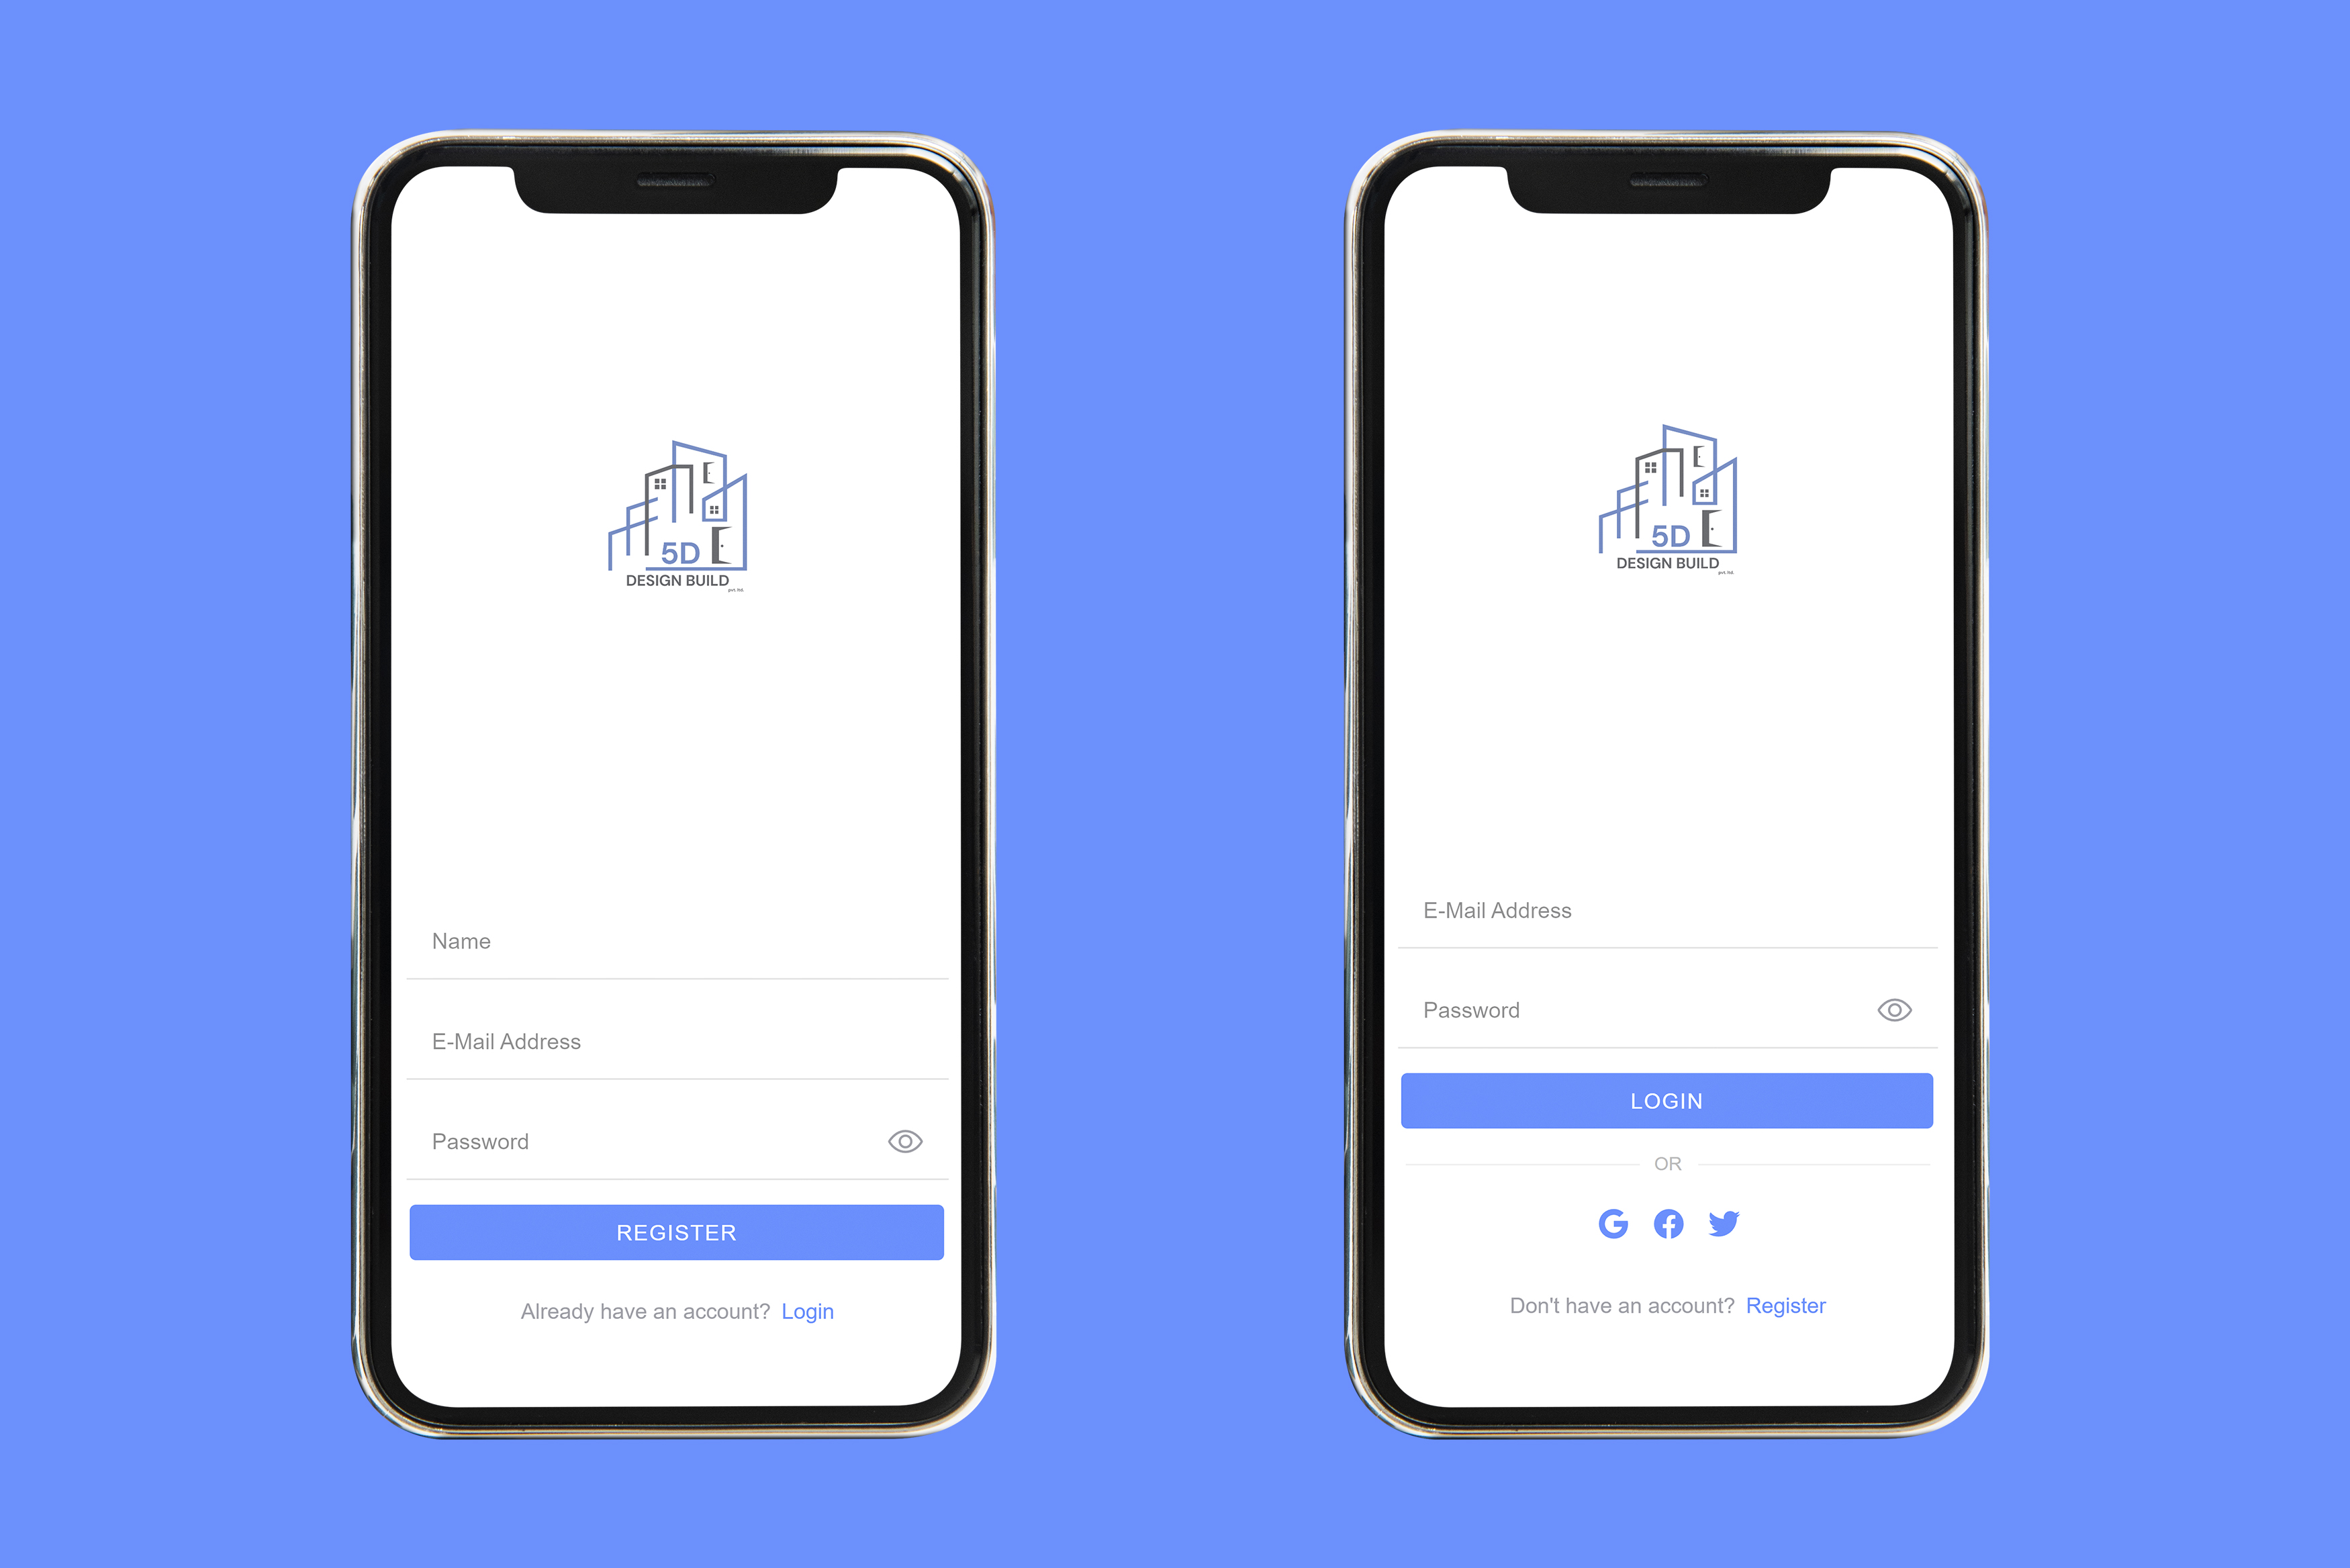 5D
DESIGN BUILD
pvt. ltd.
Name
E-Mail Address
Password
REGISTER
Already have an account? Login
5D
DESIGN BUILD
pvt. ltd.
E-Mail Address
Password
LOGIN
OR
Don't have an account? Register